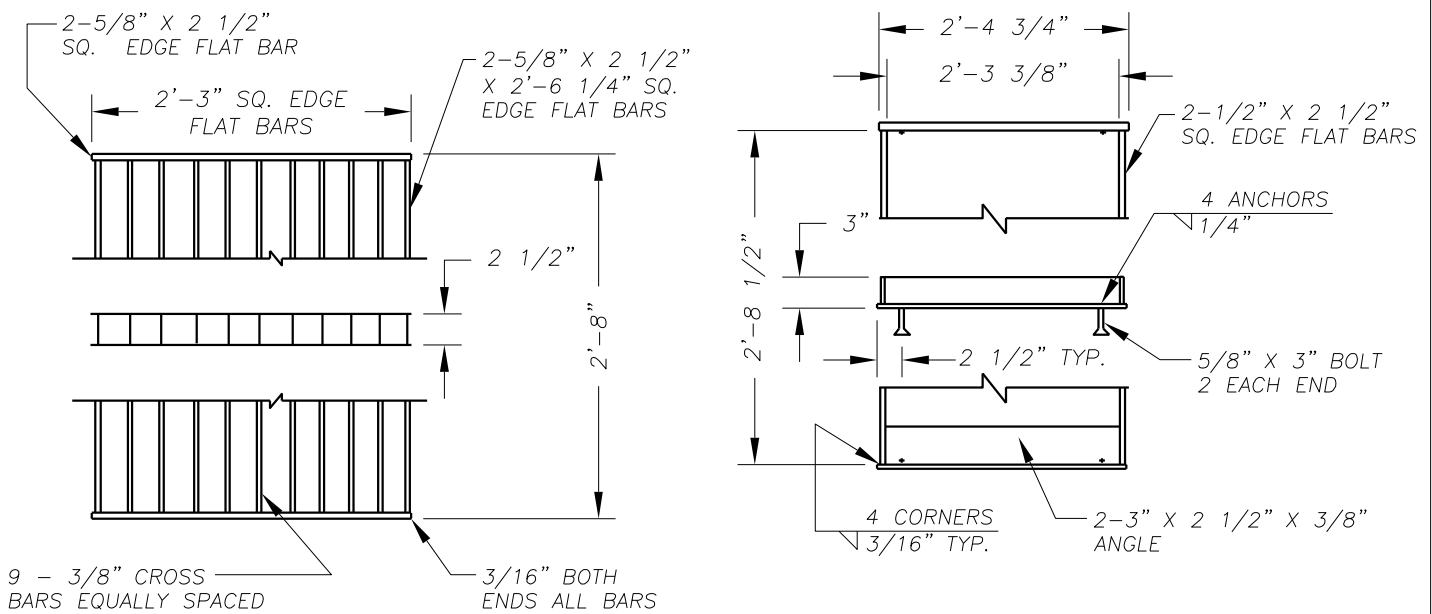 2-5/8" X 2 1/2"
SQ. EDGE FLAT BAR
2-5/8" X 2 1/2"
X 2'-6 1/4" SQ.
EDGE FLAT BARS
2'-3" SQ. EDGE
FLAT BARS
2 1/2"
2'-8"
9 - 3/8" CROSS
BARS EQUALLY SPACED
3/16" BOTH
ENDS ALL BARS
2'-4 3/4"
2'-3 3/8"
2-1/2" X 2 1/2"
SQ. EDGE FLAT BARS
4 ANCHORS
1/4"
3"
2'-8 1/2"
2 1/2" TYP.
5/8" X 3" BOLT
2 EACH END
4 CORNERS
3/16" TYP.
2-3" X 2 1/2" X 3/8"
ANGLE